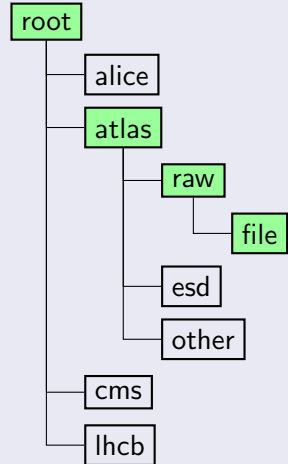 root
alice
atlas
raw
file
esd
other
cms
lhcb